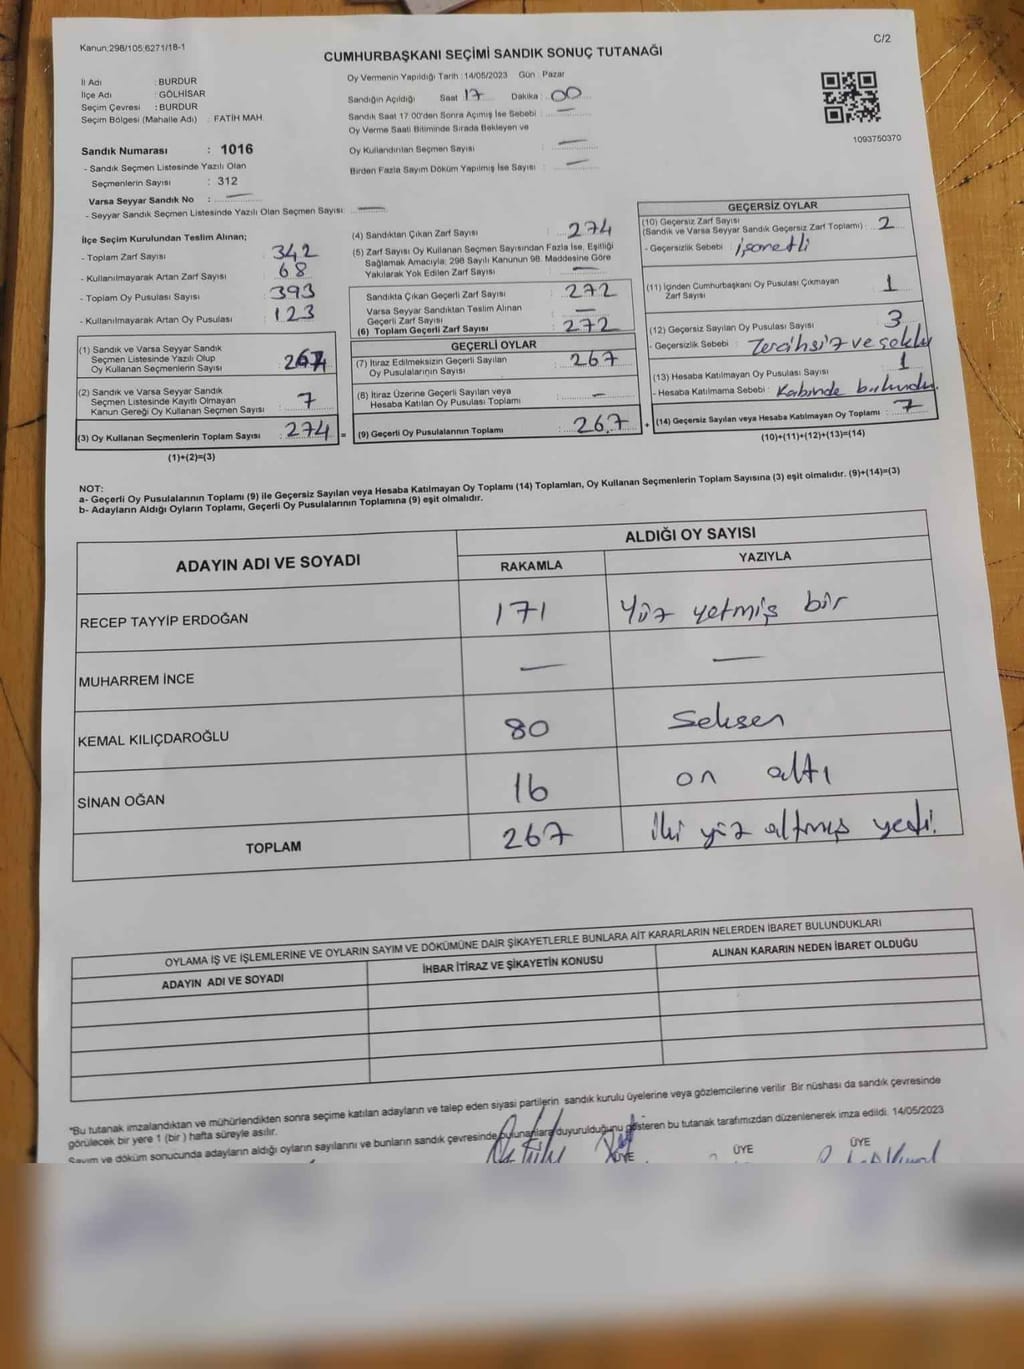 Kanun:298/105;6271/18-1
C/2
CUMHURBAŞKANI SEÇİMİ SANDIK SONUÇ TUTANAĞI
İl Adı : BURDUR
İlçe Adı : GÖLHİSAR
Seçim Çevresi : BURDUR
Seçim Bölgesi (Mahalle Adı) : FATİH MAH.
Sandık Numarası : 1016
- Sandık Seçmen Listesinde Yazılı Olan
Seçmenlerin Sayısı : 312
Varsa Seyyar Sandık No : —
- Seyyar Sandık Seçmen Listesinde Yazılı Olan Seçmen Sayısı: —
Oy Vermenin Yapıldığı Tarih :14/05/2023 Gün : Pazar
Sandığın Açıldığı Saat 17 Dakika : 00
Sandık Saat 17:00'den Sonra Açımış İse Sebebi : —
Oy Verme Saati Bitiminde Sırada Bekleyen ve
Oy Kullandırılan Seçmen Sayısı —
Birden Fazla Sayım Döküm Yapılmış İse Sayısı : —
1093750370
İlçe Seçim Kurulundan Teslim Alınan;
- Toplam Zarf Sayısı : 342
- Kullanılmayarak Artan Zarf Sayısı : 68
- Toplam Oy Pusulası Sayısı : 393
- Kullanılmayarak Artan Oy Pusulası : 123
(1) Sandık ve Varsa Seyyar Sandık
Seçmen Listesinde Yazılı Olup
Oy Kullanan Seçmenlerin Sayısı : 267
(2) Sandık ve Varsa Seyyar Sandık
Seçmen Listesinde Kayıtlı Olmayan
Kanun Gereği Oy Kullanan Seçmen Sayısı : 7
(3) Oy Kullanan Seçmenlerin Toplam Sayısı : 274 =
(1)+(2)=(3)
(4) Sandıktan Çıkan Zarf Sayısı : 274
(5) Zarf Sayısı Oy Kullanan Seçmen Sayısından Fazla İse, Eşitliği
Sağlamak Amacıyla; 298 Sayılı Kanunun 98. Maddesine Göre
Yakılarak Yok Edilen Zarf Sayısı : —
Sandıkta Çıkan Geçerli Zarf Sayısı : 272
Varsa Seyyar Sandıktan Teslim Alınan
Geçerli Zarf Sayısı : —
(6) Toplam Geçerli Zarf Sayısı : 272
GEÇERLİ OYLAR
(7) İtiraz Edilmeksizin Geçerli Sayılan
Oy Pusulalarının Sayısı : 267
(8) İtiraz Üzerine Geçerli Sayılan veya
Hesaba Katılan Oy Pusulası Toplamı : —
(9) Geçerli Oy Pusulalarının Toplamı : 267 +
GEÇERSİZ OYLAR
(10) Geçersiz Zarf Sayısı
(Sandık ve Varsa Seyyar Sandık Geçersiz Zarf Toplamı) : 2
- Geçersizlik Sebebi : işaretli
(11) İçinden Cumhurbaşkanı Oy Pusulası Çıkmayan
Zarf Sayısı : 1
(12) Geçersiz Sayılan Oy Pusulası Sayısı : 3
- Geçersizlik Sebebi : Tercihsiz ve
(13) Hesaba Katılmayan Oy Pusulası Sayısı : 1
- Hesaba Katılmama Sebebi : Kabinde bulundu.
(14) Geçersiz Sayılan veya Hesaba Katılmayan Oy Toplamı : 7
(10)+(11)+(12)+(13)=(14)
NOT:
a- Geçerli Oy Pusulalarının Toplamı (9) ile Geçersiz Sayılan veya Hesaba Katılmayan Oy Toplamı (14) Toplamları, Oy Kullanan Seçmenlerin Toplam Sayısına (3) eşit olmalıdır. (9)+(14)=(3)
b- Adayların Aldığı Oyların Toplamı, Geçerli Oy Pusulalarının Toplamına (9) eşit olmalıdır.
ADAYIN ADI VE SOYADI
ALDIĞI OY SAYISI
RAKAMLA YAZIYLA
RECEP TAYYİP ERDOĞAN 171 Yüz yetmiş bir
MUHARREM İNCE — —
KEMAL KILIÇDAROĞLU 80 Seksen
SİNAN OĞAN 16 on altı
TOPLAM 267 İki yüz altmış yedi.
OYLAMA İŞ VE İŞLEMLERİNE VE OYLARIN SAYIM VE DÖKÜMÜNE DAİR ŞİKAYETLERLE BUNLARA AİT KARARLARIN NELERDEN İBARET BULUNDUKLARI
ADAYIN ADI VE SOYADI İHBAR İTİRAZ VE ŞİKAYETİN KONUSU ALINAN KARARIN NEDEN İBARET OLDUĞU
"Bu tutanak imzalandıktan ve mühürlendikten sonra seçime katılan adayların ve talep eden siyasi partilerin sandık kurulu üyelerine veya gözlemcilerine verilir Bir nüshası da sandık çevresinde
görülecek bir yere 1 (bir ) hafta süreyle asılır.
Sayım ve döküm sonucunda adayların aldığı oyların sayılarını ve bunların sandık çevresinde bulunanlara duyurulduğunu gösteren bu tutanak tarafımızdan düzenlenerek imza edildi. 14/05/2023
ÜYE ÜYE ÜYE